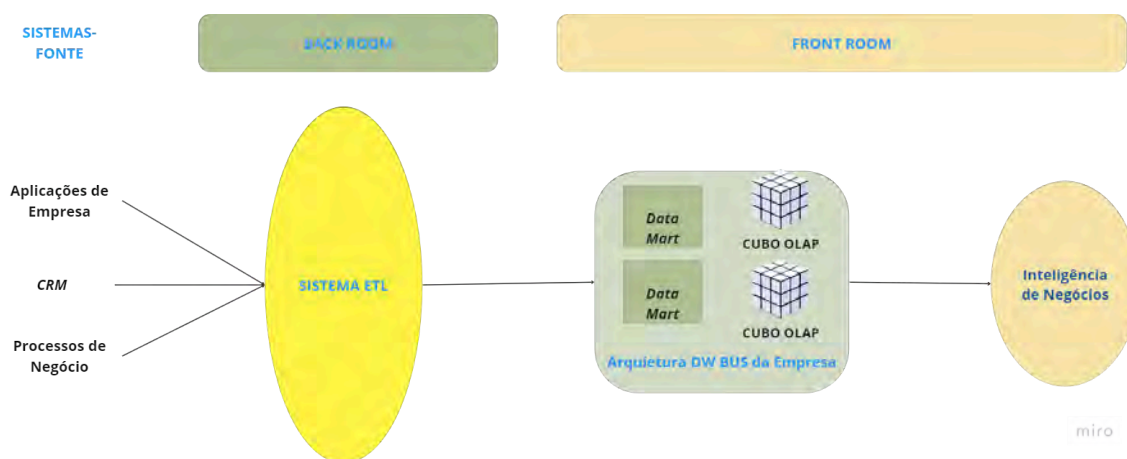 SISTEMAS-
FONTE
BACK ROOM
FRONT ROOM
Aplicações de
Empresa
CRM
Processos de
Negócio
SISTEMA ETL
Data
Mart
CUBO OLAP
Data
Mart
CUBO OLAP
Arquietura DW BUS da Empresa
Inteligência
de Negócios
miro